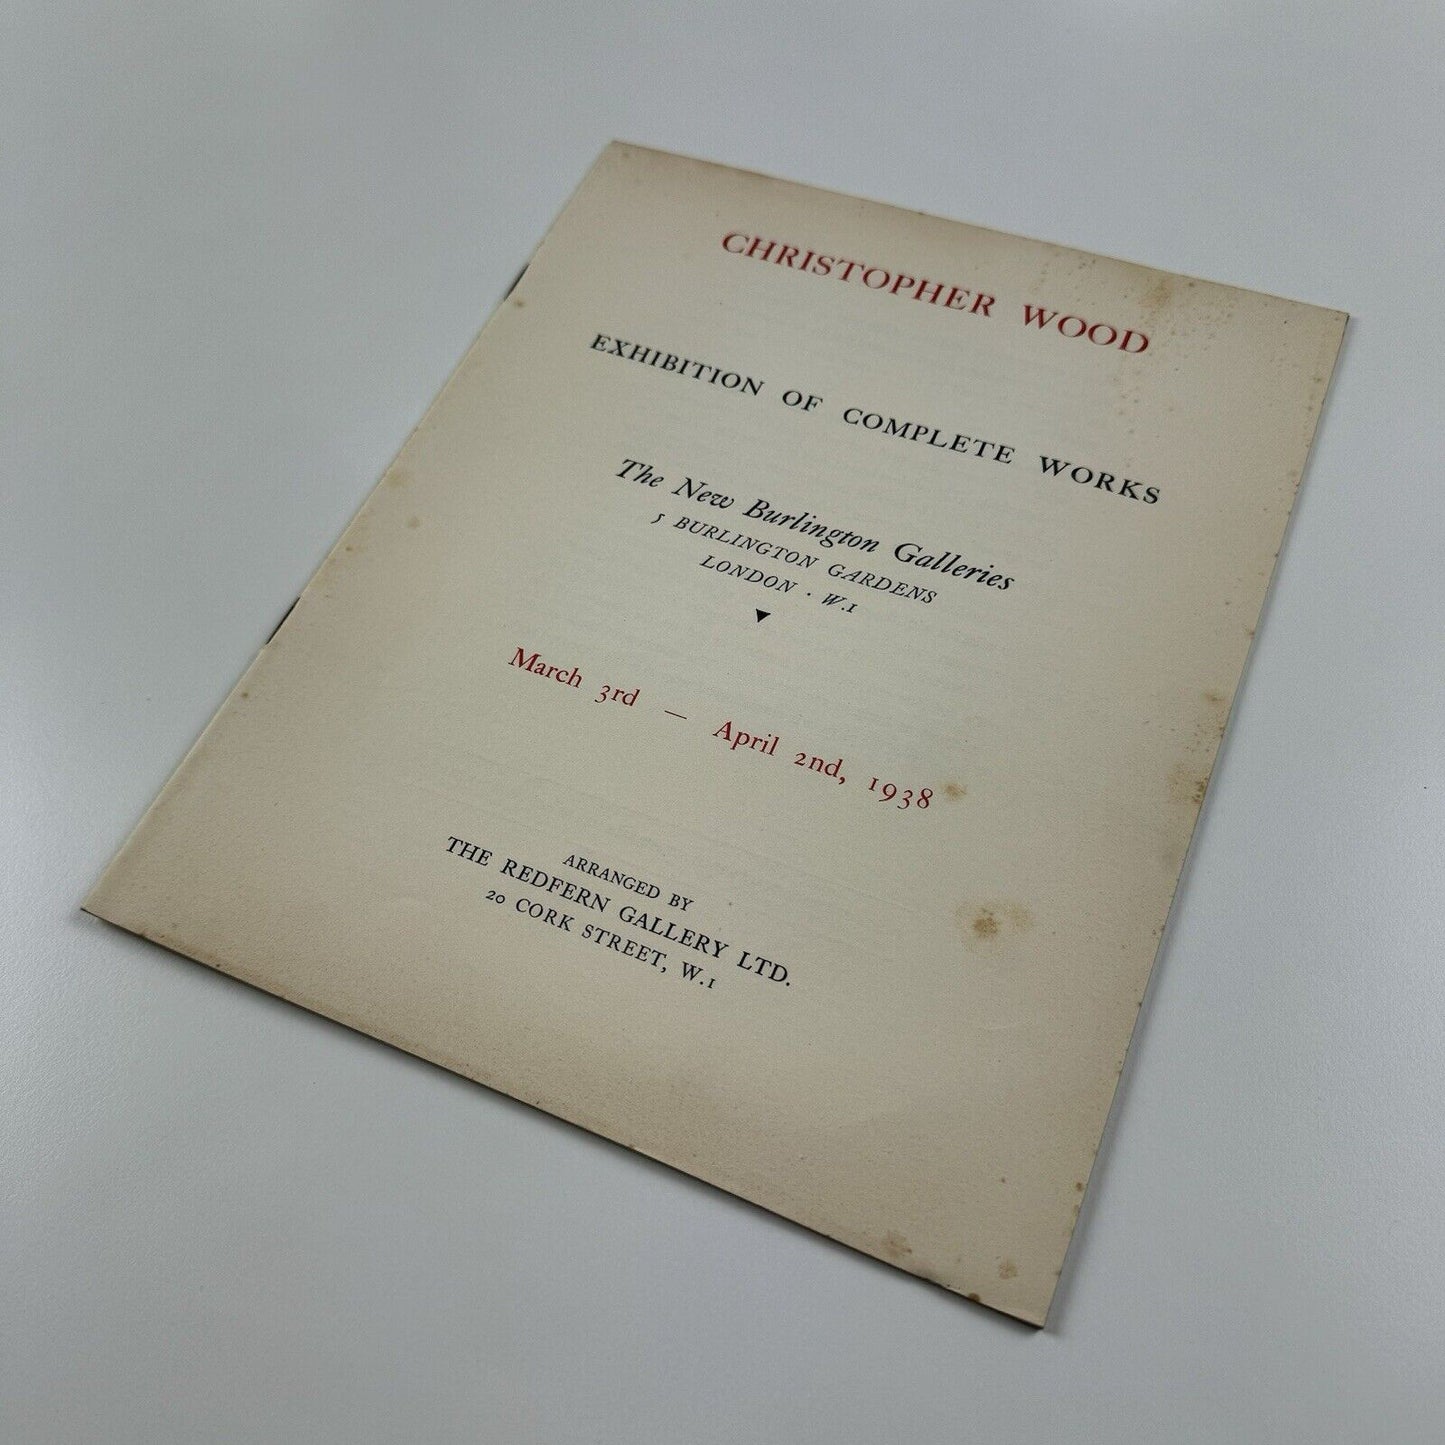 CHRISTOPHER WOOD
EXHIBITION OF COMPLETE WORKS
The New Burlington Galleries
5 BURLINGTON GARDENS
LONDON · W.1
March 3rd — April 2nd, 1938
ARRANGED BY
THE REDFERN GALLERY LTD.
20 CORK STREET, W.1